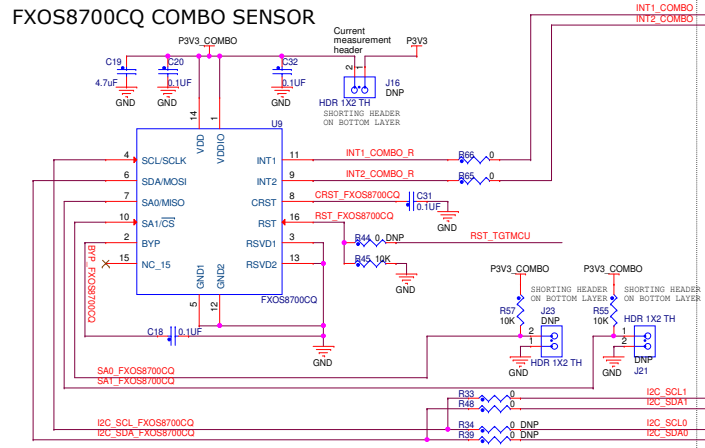 FXOS8700CQ COMBO SENSOR
INT1_COMBO
INT2_COMBO
Current
measurement
header
P3V3_COMBO
P3V3
C19
4.7uF
GND
C20
0.1UF
GND
C32
0.1UF
GND
2
1
J16
DNP
HDR 1X2 TH
SHORTING HEADER
ON BOTTOM LAYER
U9
14
1
VDD
VDDIO
4 SCL/SCLK
6 SDA/MOSI
7 SA0/MISO
10 SA1/CS
2 BYP
15 NC_15
INT1 11 INT1_COMBO_R R66 0
INT2 9 INT2_COMBO_R R65 0
CRST 8 CRST_FXOS8700CQ C31
0.1UF
GND
RST 16 RST_FXOS8700CQ
RSVD1 3
RSVD2 13
R44 0 DNP RST_TGTMCU
R45 10K
GND
GND1
GND2
5
12
FXOS8700CQ
BYP_FXOS8700CQ
C18 0.1UF
GND
P3V3_COMBO
SHORTING HEADER
ON BOTTOM LAYER
R57
10K
J23
DNP
2
1
GND
HDR 1X2 TH
P3V3_COMBO
SHORTING HEADER
ON BOTTOM LAYER
R55
10K
HDR 1X2 TH
1
2
DNP
GND
J21
SA0_FXOS8700CQ
SA1_FXOS8700CQ
R33 0 I2C_SCL1
R48 0 I2C_SDA1
I2C_SCL_FXOS8700CQ R34 0 DNP I2C_SCL0
I2C_SDA_FXOS8700CQ R39 0 DNP I2C_SDA0